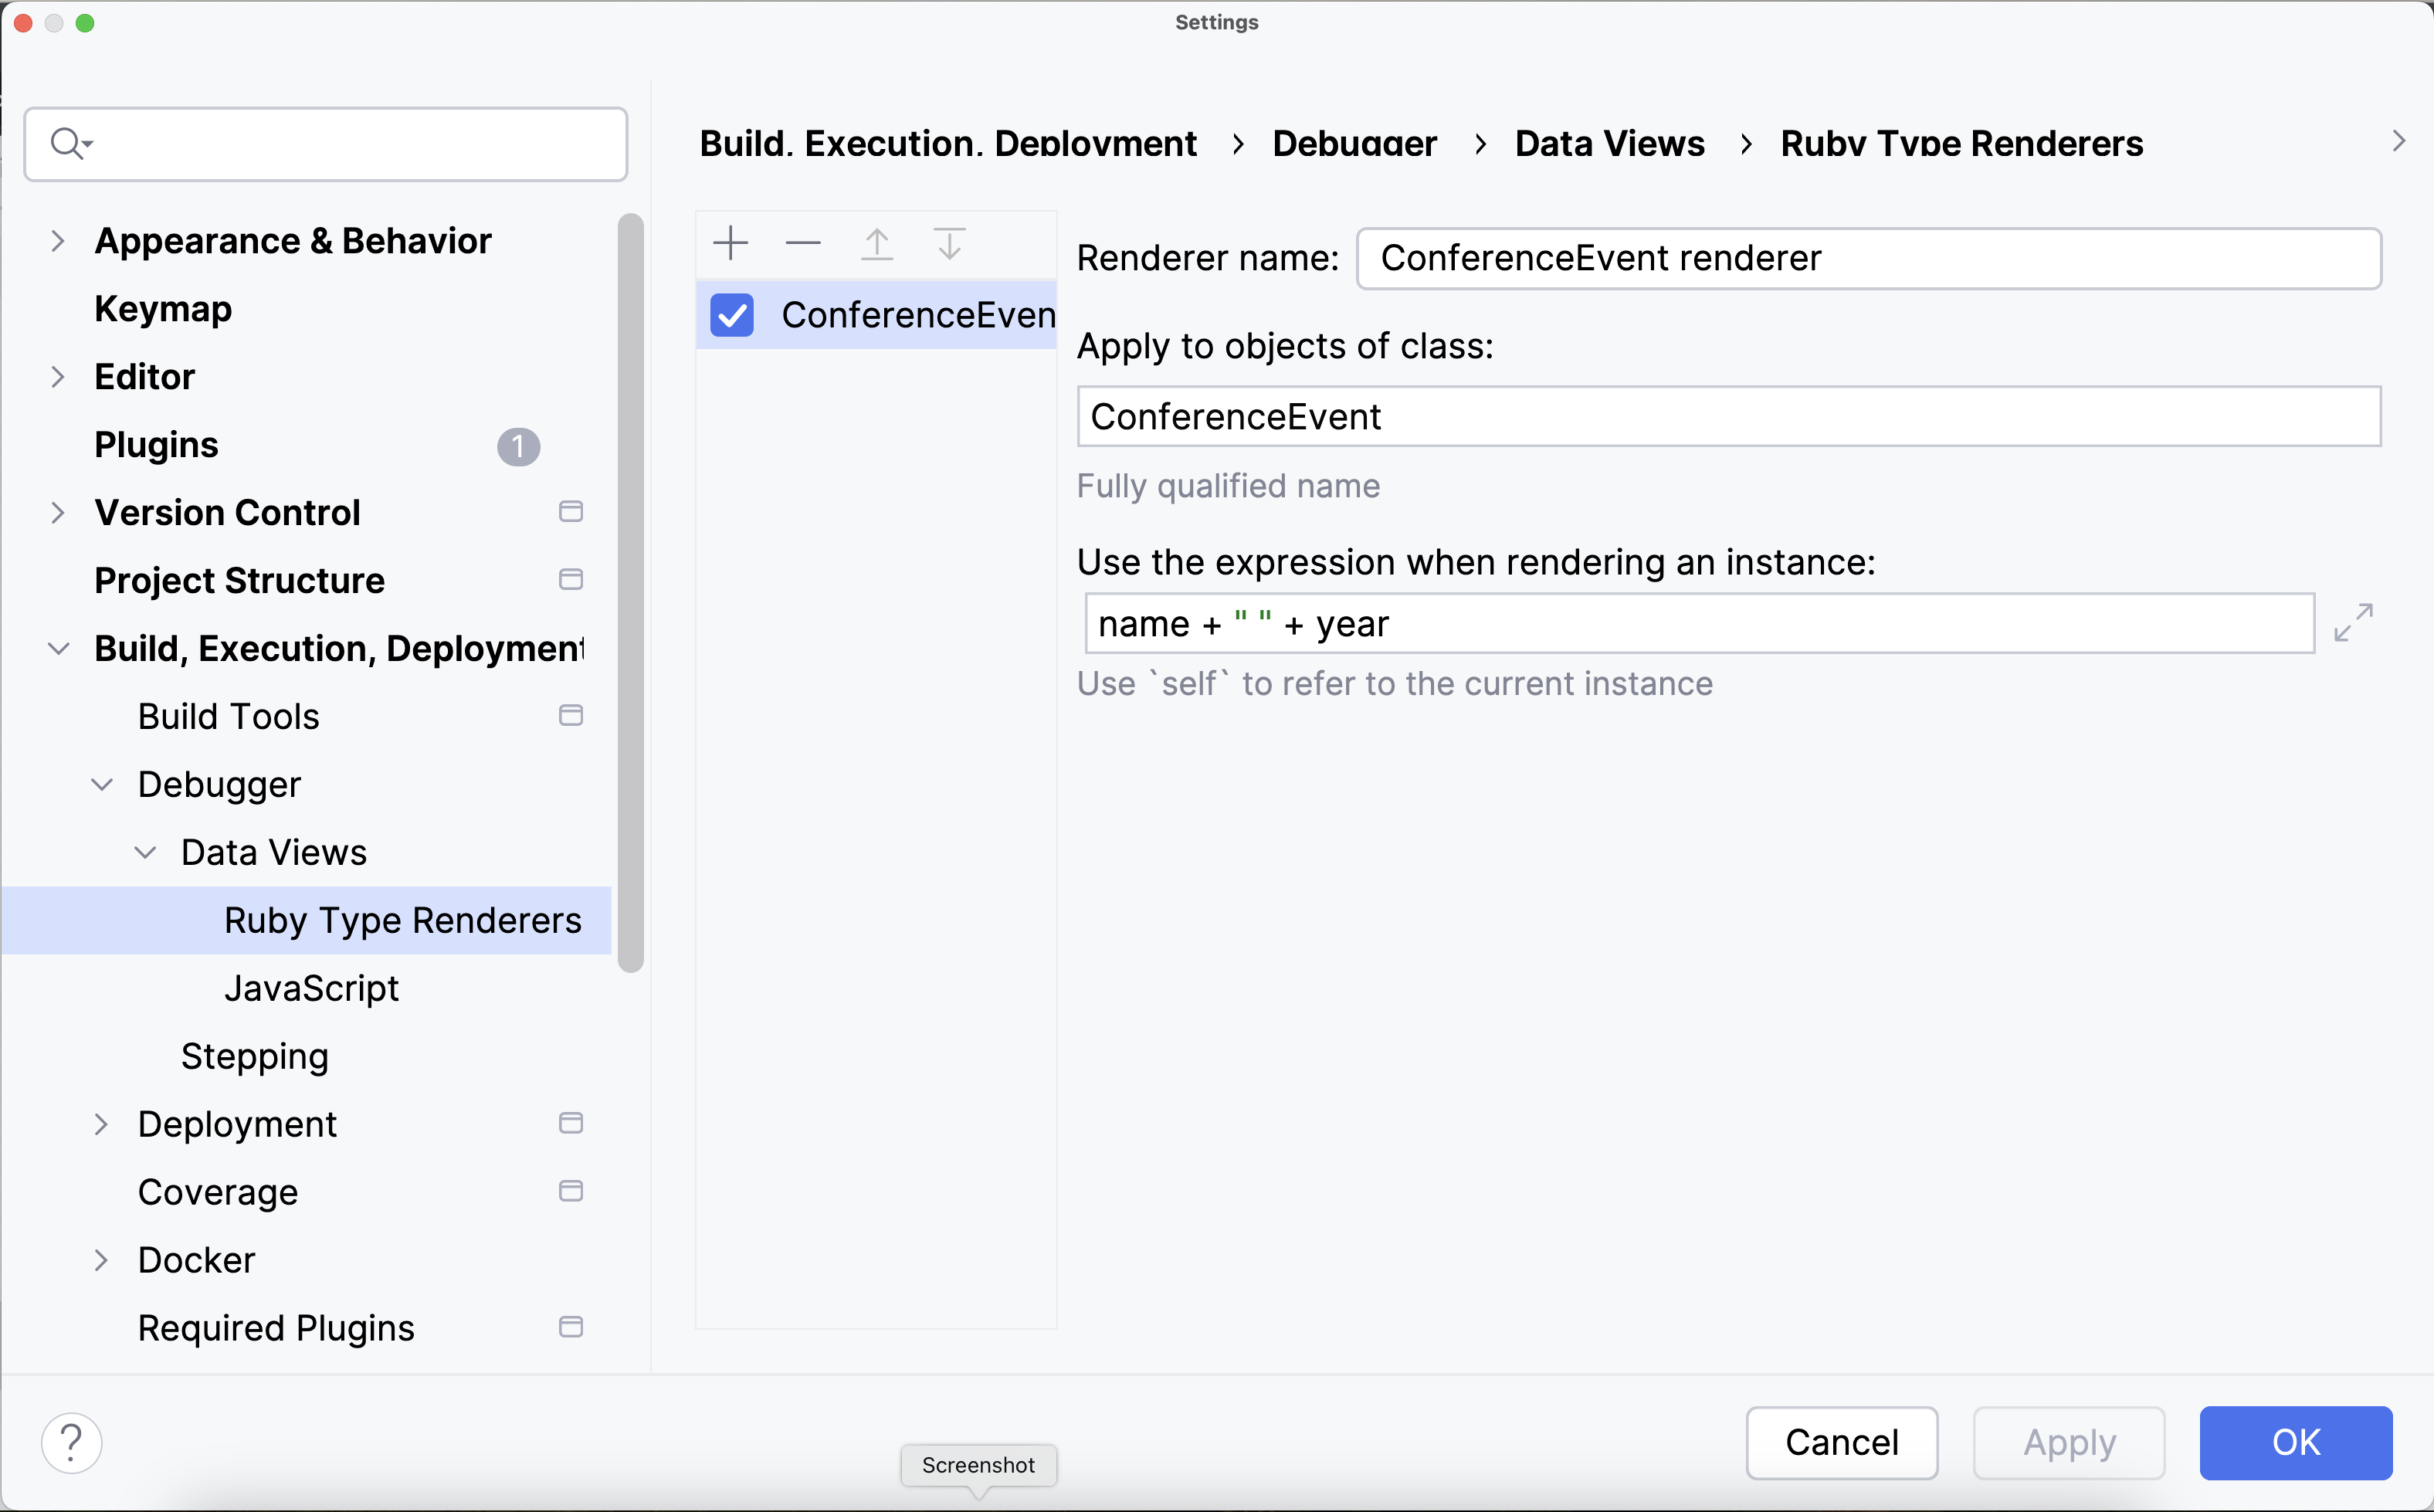 Settings
Appearance & Behavior
Keymap
Editor
Plugins 1
Version Control
Project Structure
Build, Execution, Deployment
Build Tools
Debugger
Data Views
Ruby Type Renderers
JavaScript
Stepping
Deployment
Coverage
Docker
Required Plugins
Build, Execution, Deployment › Debugger › Data Views › Ruby Type Renderers
ConferenceEven
Renderer name: ConferenceEvent renderer
Apply to objects of class:
ConferenceEvent
Fully qualified name
Use the expression when rendering an instance:
name + " " + year
Use `self` to refer to the current instance
?
Screenshot
Cancel Apply OK